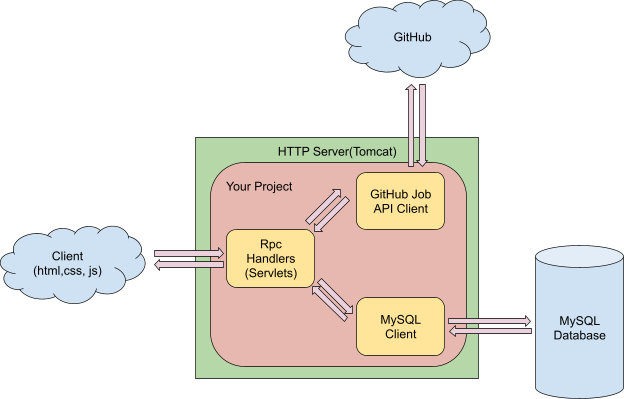 GitHub
HTTP Server(Tomcat)
Your Project
GitHub Job
API Client
Rpc
Handlers
(Servlets)
Client
(html,css, js)
MySQL
Client
MySQL
Database